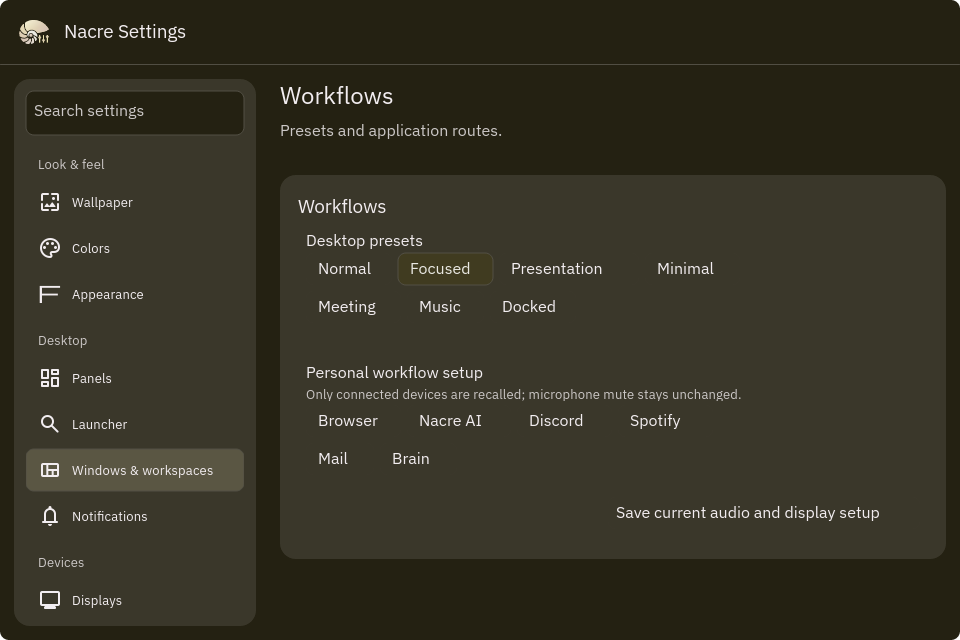 Nacre Settings
Search settings
Look & feel
Wallpaper
Colors
Appearance
Desktop
Panels
Launcher
Windows & workspaces
Notifications
Devices
Displays
Workflows
Presets and application routes.
Workflows
Desktop presets
Normal Focused Presentation Minimal
Meeting Music Docked
Personal workflow setup
Only connected devices are recalled; microphone mute stays unchanged.
Browser Nacre AI Discord Spotify
Mail Brain
Save current audio and display setup